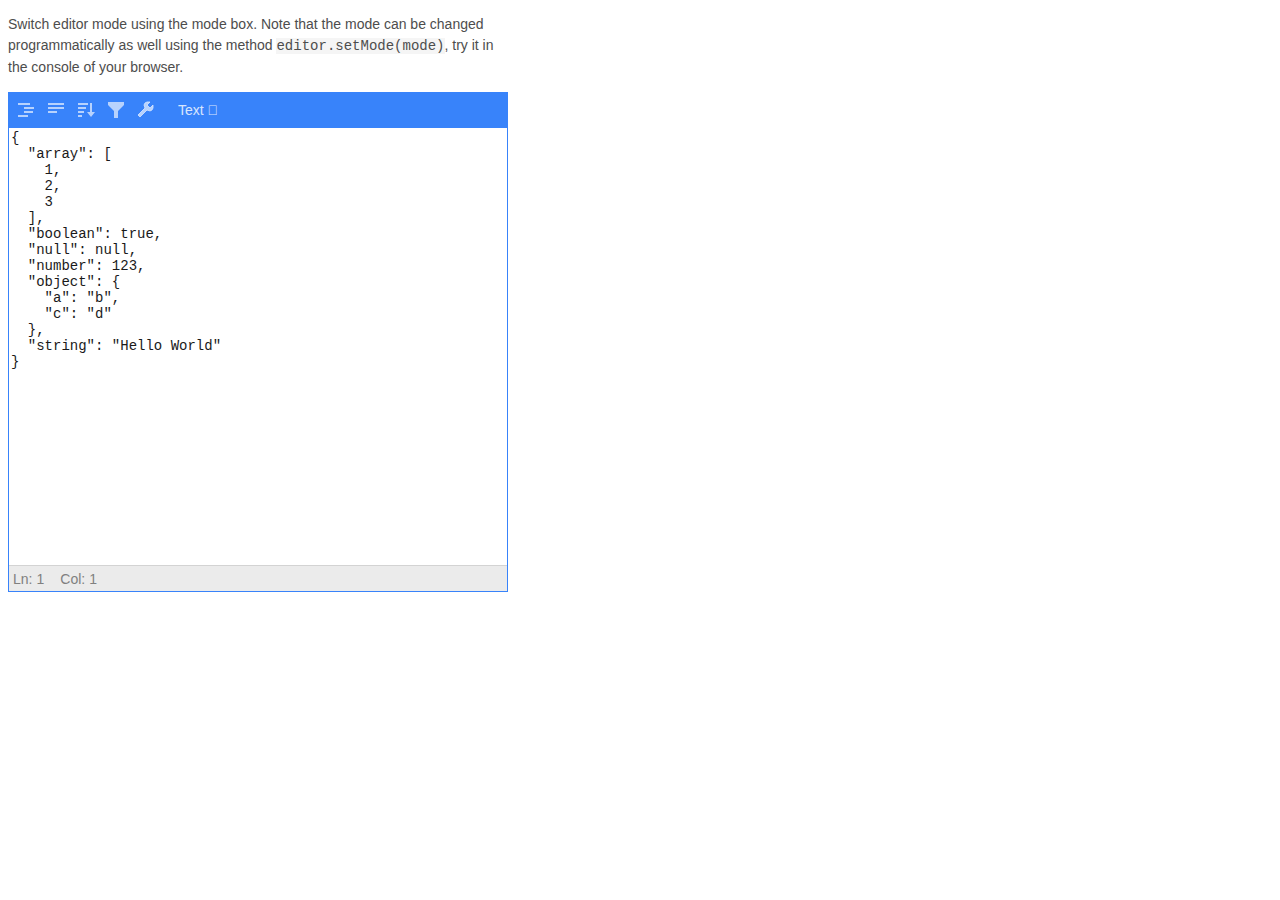 Switch editor mode using the mode box. Note that the mode can be changed
programmatically as well using the method editor.setMode(mode), try it in
the console of your browser.
Text
{
  "array": [
    1,
    2,
    3
  ],
  "boolean": true,
  "null": null,
  "number": 123,
  "object": {
    "a": "b",
    "c": "d"
  },
  "string": "Hello World"
}
Ln: 1    Col: 1